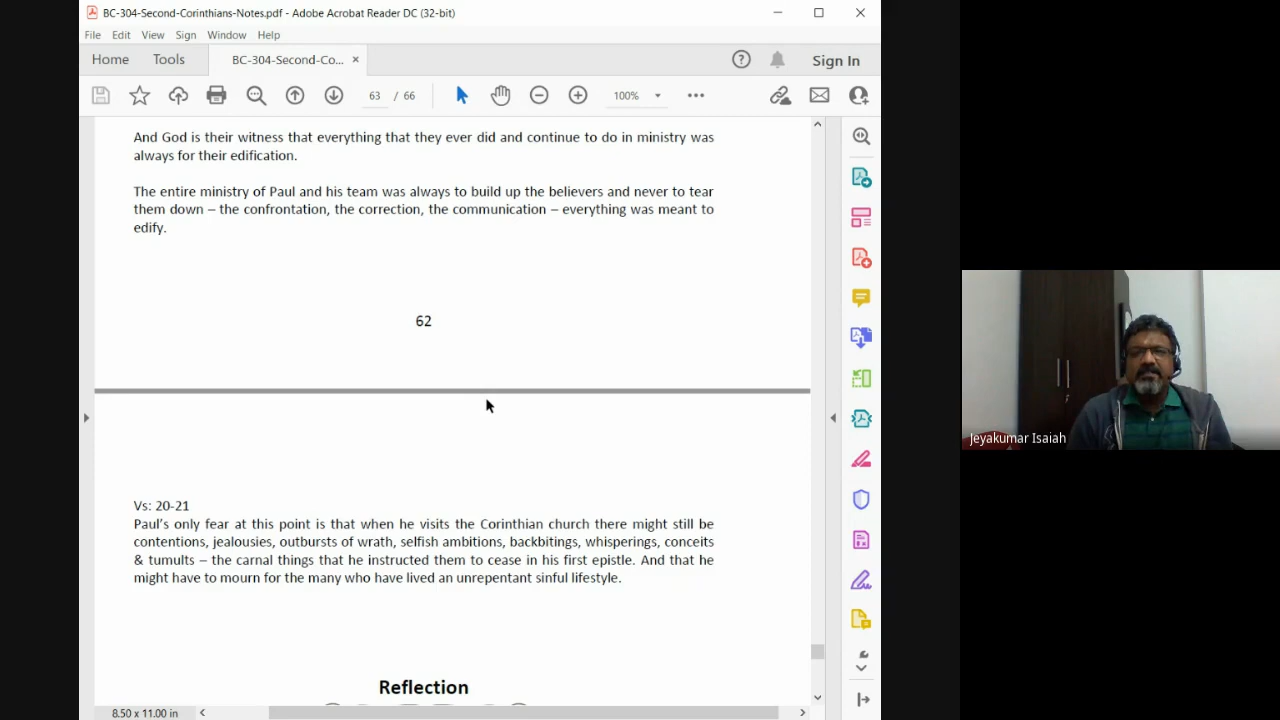 BC-304-Second-Corinthians-Notes.pdf - Adobe Acrobat Reader DC (32-bit)
File Edit View Sign Window Help
Home Tools BC-304-Second-Co... × Sign In
63 / 66 100%
And God is their witness that everything that they ever did and continue to do in ministry was
always for their edification.
The entire ministry of Paul and his team was always to build up the believers and never to tear
them down – the confrontation, the correction, the communication – everything was meant to
edify.
62
Jeyakumar Isaiah
Vs: 20-21
Paul's only fear at this point is that when he visits the Corinthian church there might still be
contentions, jealousies, outbursts of wrath, selfish ambitions, backbitings, whisperings, conceits
& tumults – the carnal things that he instructed them to cease in his first epistle. And that he
might have to mourn for the many who have lived an unrepentant sinful lifestyle.
Reflection
8.50 x 11.00 in